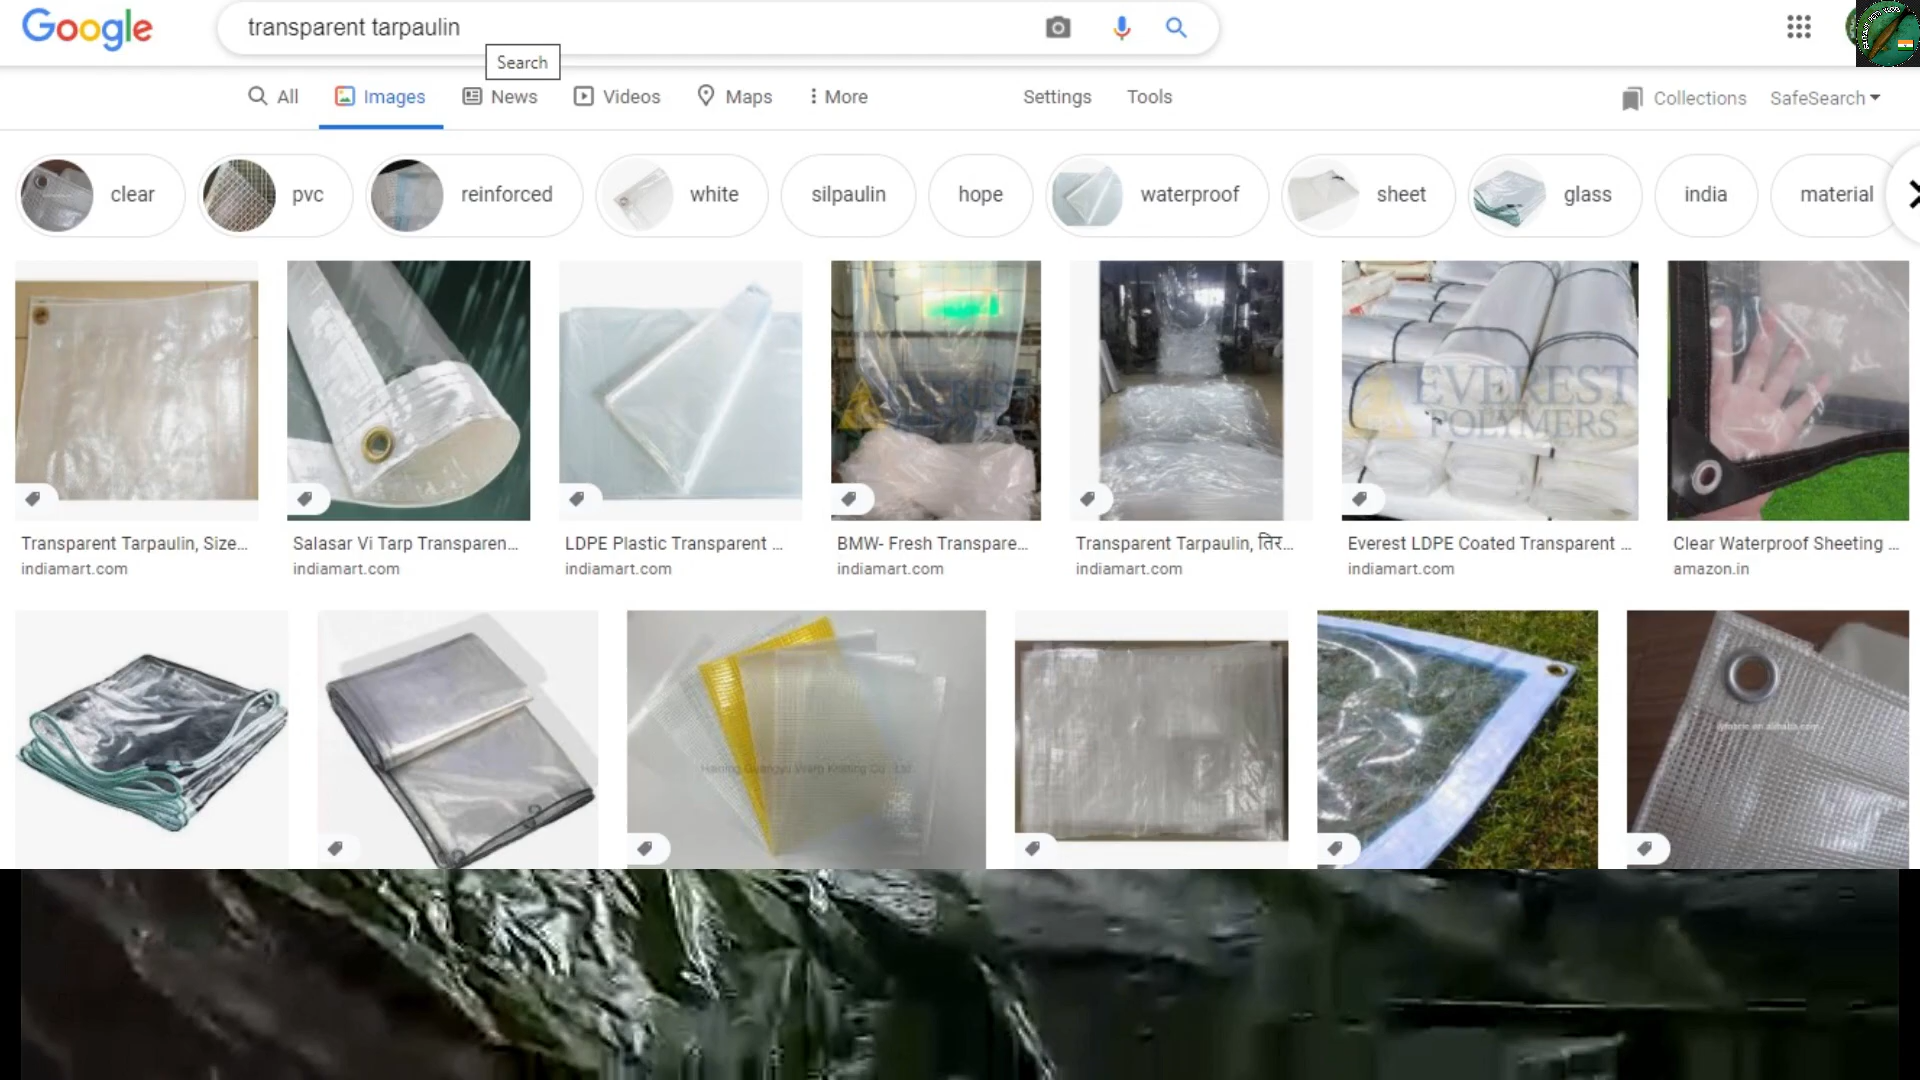 Google
transparent tarpaulin
Search
All
Images
News
Videos
Maps
More
Settings
Tools
Collections
SafeSearch
clear
pvc
reinforced
white
silpaulin
hope
waterproof
sheet
glass
india
material
EVEREST
POLYMERS
Transparent Tarpaulin, Size...
indiamart.com
Salasar Vi Tarp Transparen...
indiamart.com
LDPE Plastic Transparent ...
indiamart.com
BMW- Fresh Transpare...
indiamart.com
Transparent Tarpaulin, तिर...
indiamart.com
Everest LDPE Coated Transparent ...
indiamart.com
Clear Waterproof Sheeting ...
amazon.in